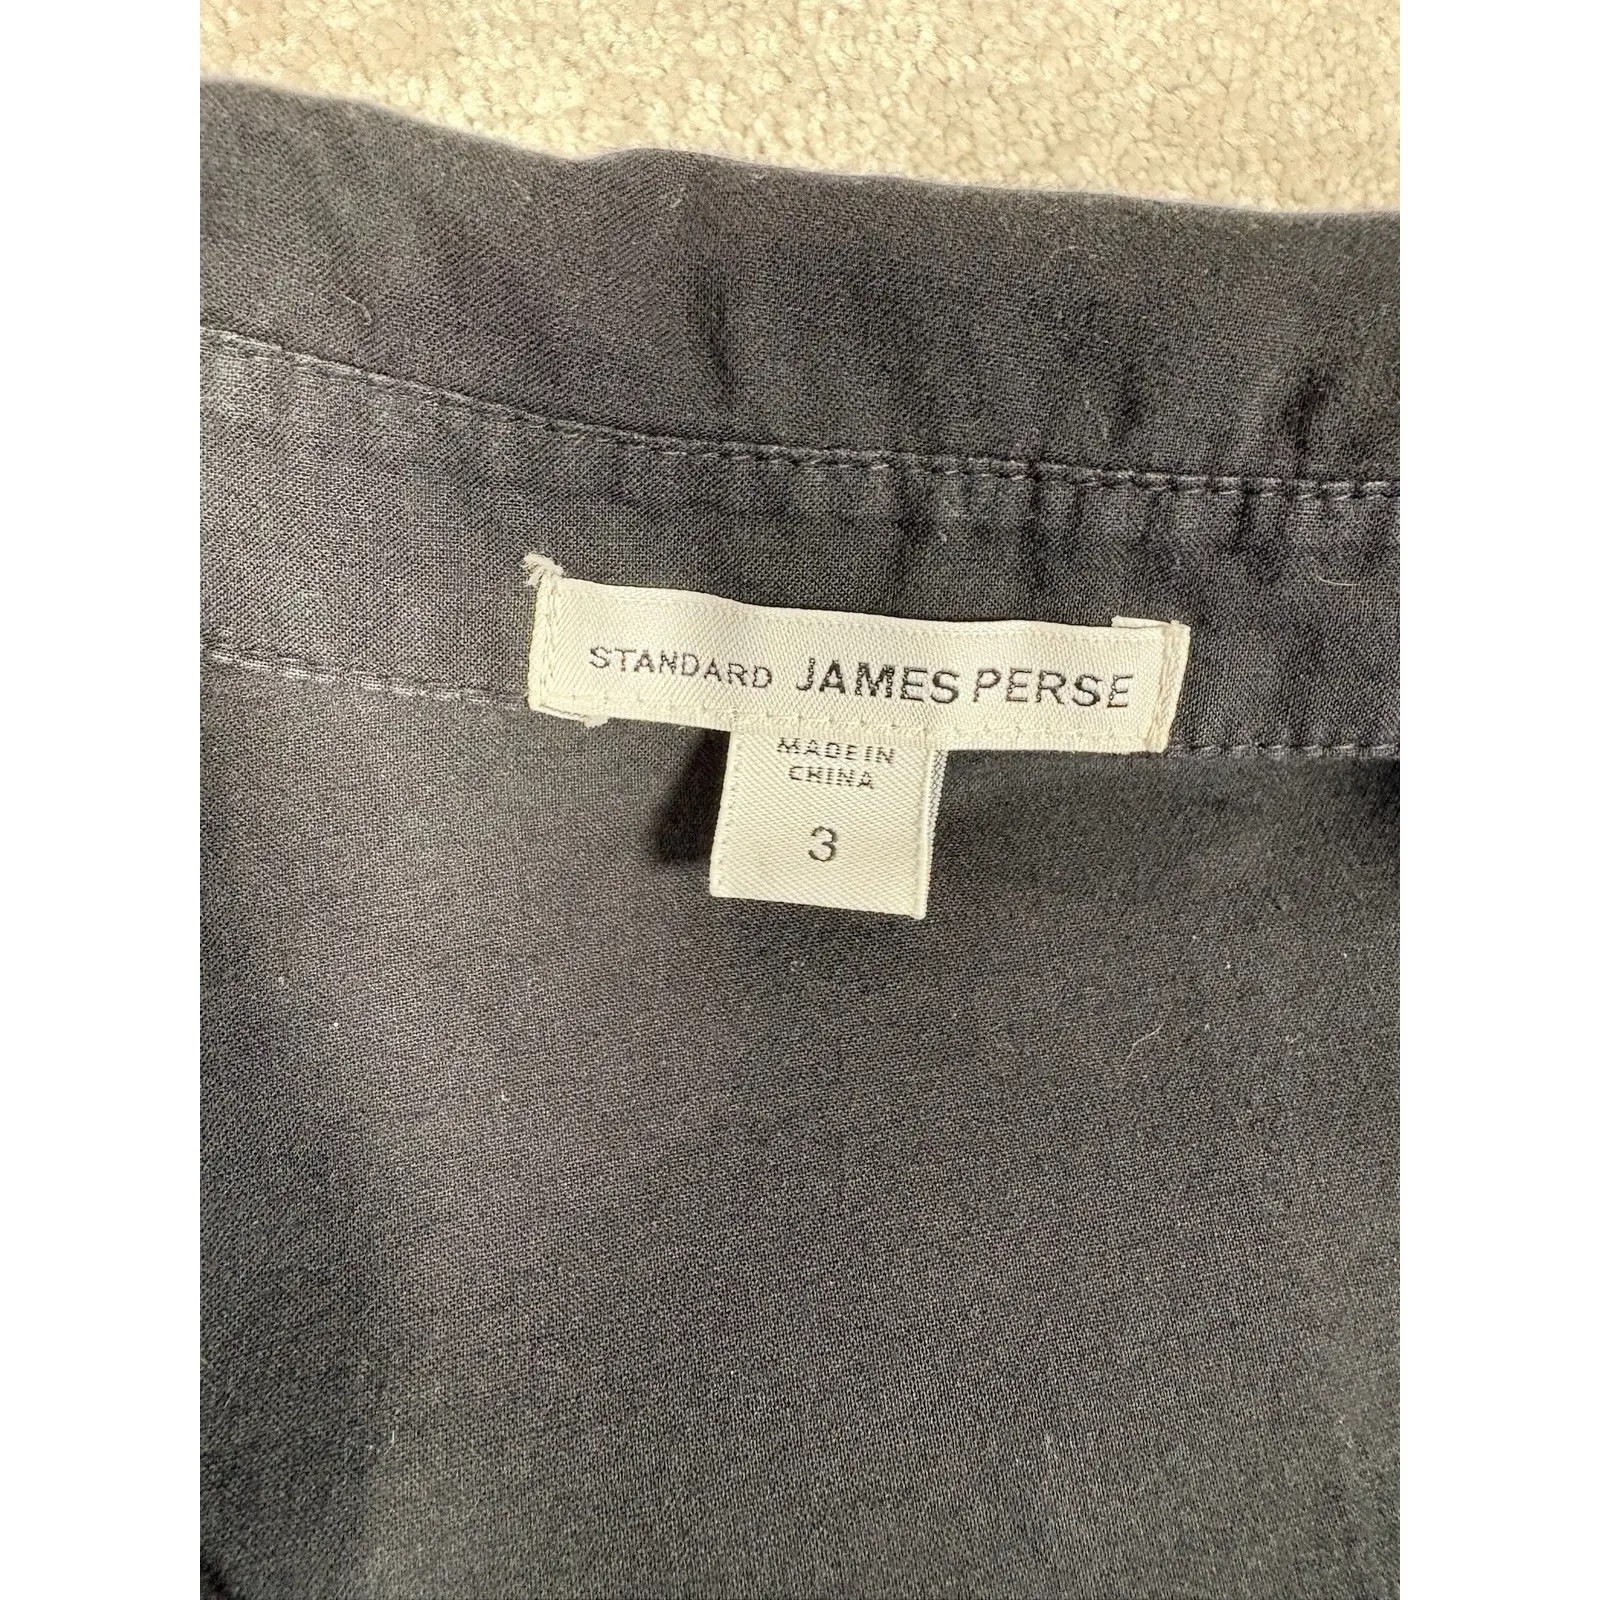 STANDARD JAMES PERSE
MADE IN
CHINA
3